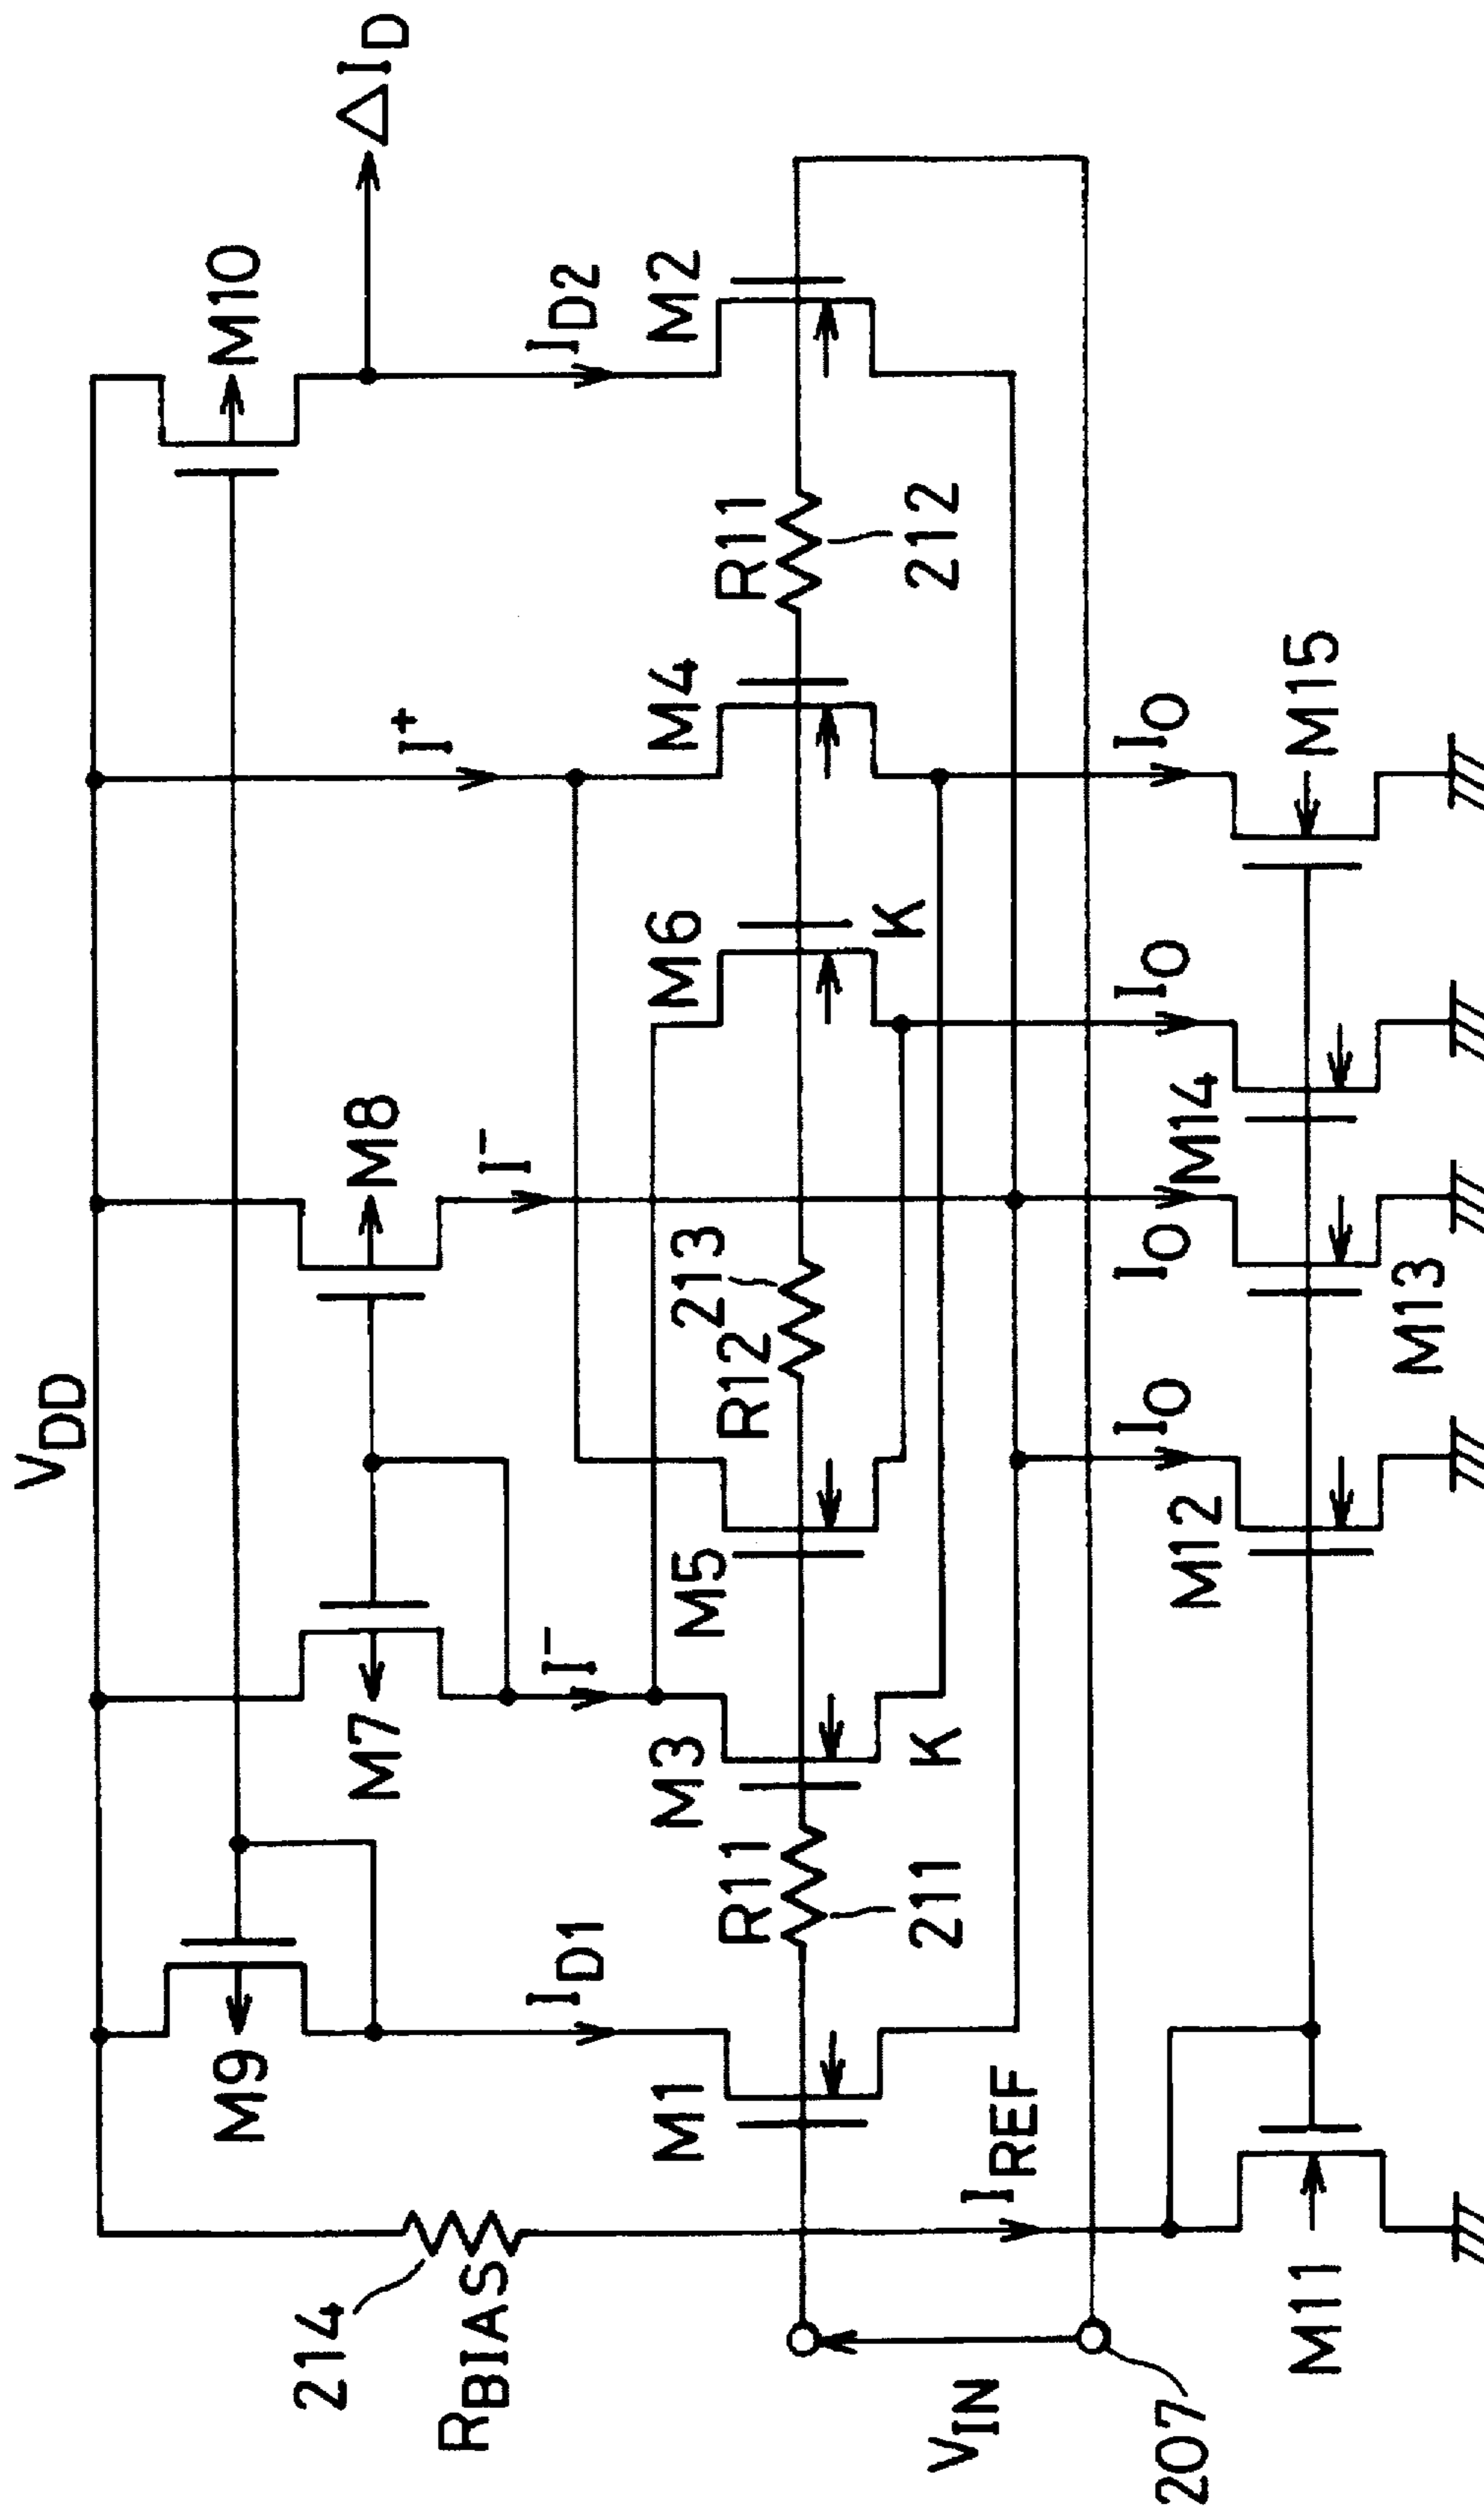 V_DD
M9
M7
M8
M10
ΔI_D
214
R_BIAS
I^-
I^-
I^+
I_D1
I_D2
M1
M3
M5
M6
M4
M2
R11
211
R12
213
R11
212
K
K
V_IN
207
I_REF
I_O
I_O
I_O
I_O
M11
M12
M13
M14
M15